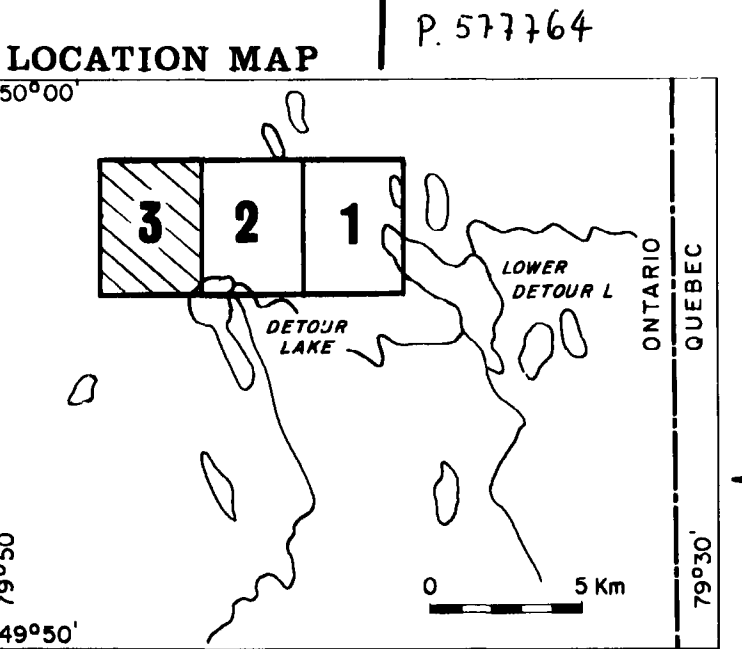 P. 577764
LOCATION MAP
50°00'
3
2
1
LOWER
DETOUR L
DETOUR
LAKE
ONTARIO
QUEBEC
79°50
49°50'
0
5 Km
79°30'